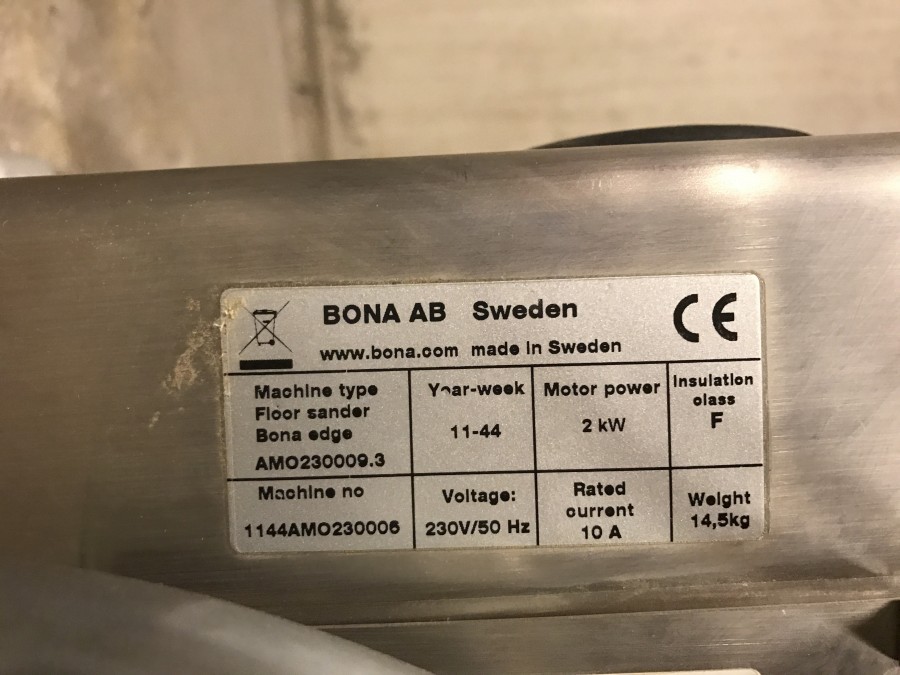 BONA AB Sweden
CE
www.bona.com made in Sweden
Machine type
Floor sander
Bona edge
AMO230009.3
Year-week
11-44
Motor power
2 kW
Insulation
class
F
Machine no
1144AMO230006
Voltage:
230V/50 Hz
Rated
current
10 A
Weight
14,5kg